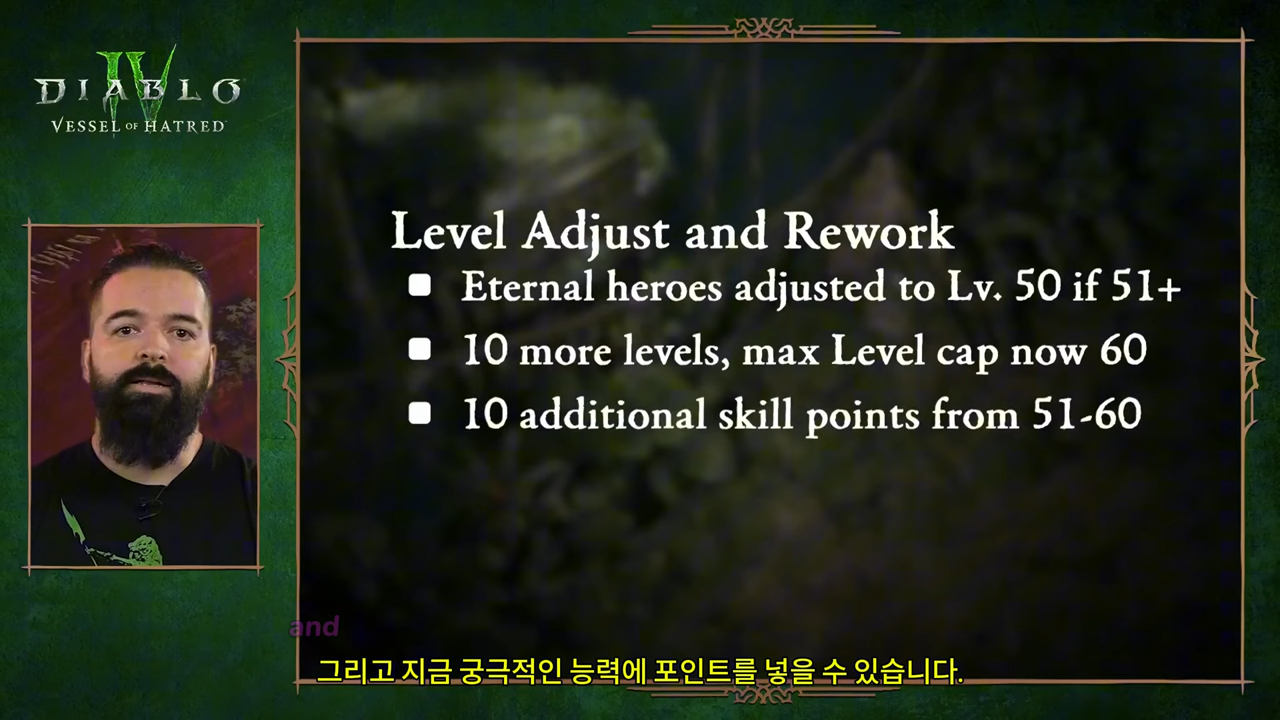 DIABLO
IV
VESSEL OF HATRED
Level Adjust and Rework
Eternal heroes adjusted to Lv. 50 if 51+
10 more levels, max Level cap now 60
10 additional skill points from 51-60
and
그리고 지금 궁극적인 능력에 포인트를 넣을 수 있습니다.